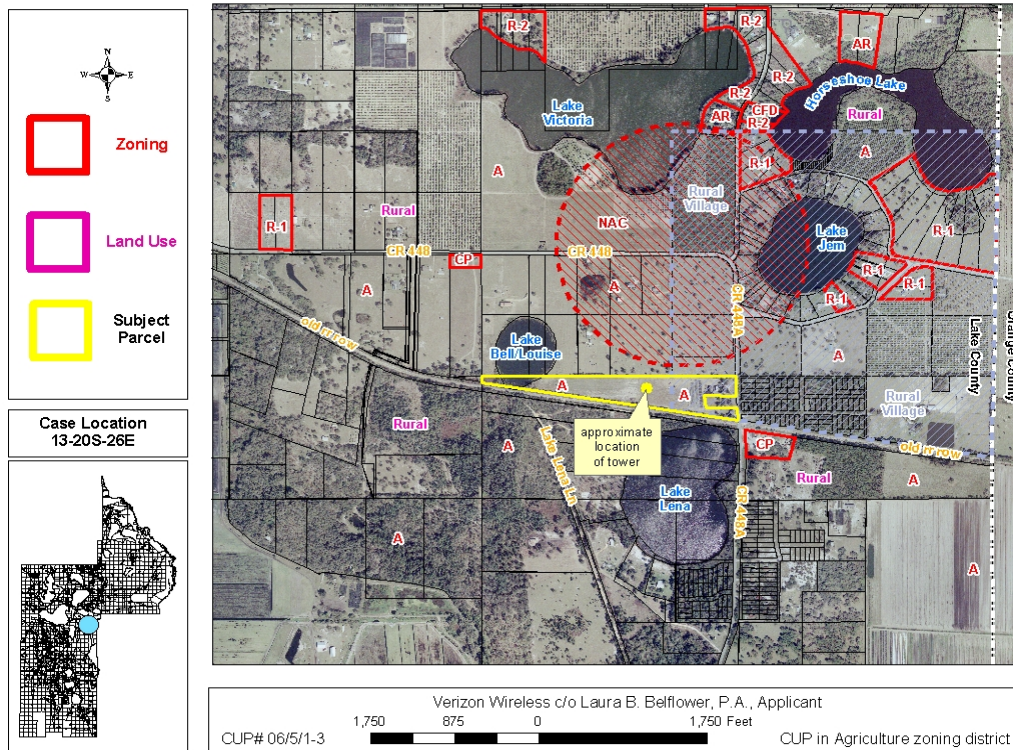 N
W E
S
Zoning
Land Use
Subject
Parcel
Case Location
13-20S-26E
R-2
R-2
AR
R-2
Horseshoe Lake
Lake
Victoria
R-2
AR
CFD
R-2
Rural
A
A
R-1
Rural
Village
R-1
Rural
NAC
Lake
Jem
R-1
CR 448
CR 448
CP
R-1
R-1
R-1
A
A
CR 448A
old rr row
Lake
Bell/Louise
A
Lake County
Orange County
A
A
Rural
Village
Rural
A
approximate
location
of tower
CP
old rr row
Lake Lena Ln
Rural
A
Lake
Lena
CR 448A
A
A
Verizon Wireless c/o Laura B. Belflower, P.A., Applicant
1,750 875 0 1,750 Feet
CUP# 06/5/1-3
CUP in Agriculture zoning district